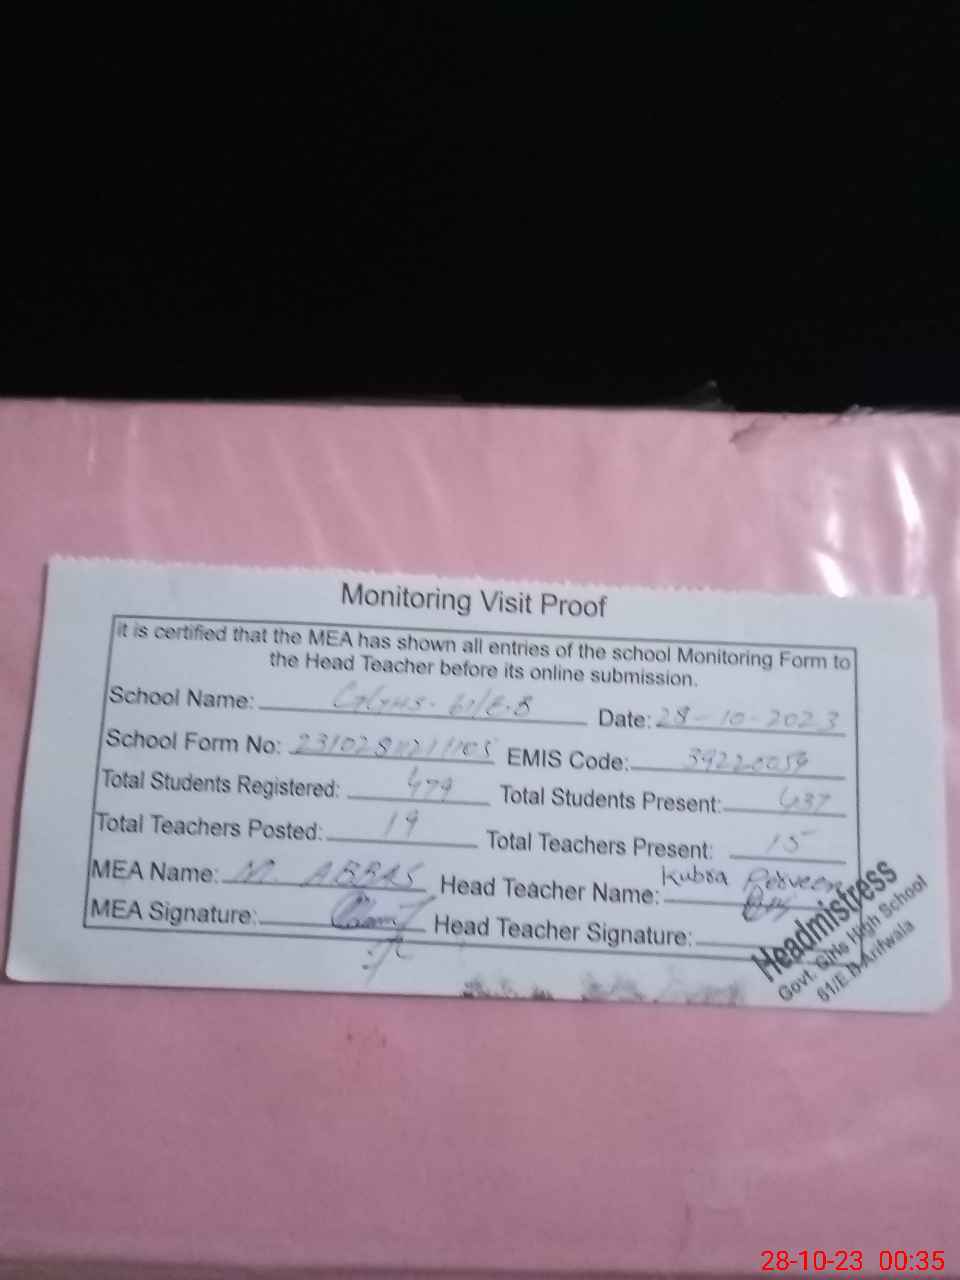 Monitoring Visit Proof
it is certified that the MEA has shown all entries of the school Monitoring Form to
the Head Teacher before its online submission.
School Name: GGHS. 61/E.B Date: 28-10-2023
School Form No: EMIS Code: 39220059
Total Students Registered: 479 Total Students Present: 437
Total Teachers Posted: 19 Total Teachers Present: 15
MEA Name: M. ABBAS Head Teacher Name: Kubra Perveen
MEA Signature: Head Teacher Signature:
Headmistress
Govt. Girls High School
61/E.B Arifwala
28-10-23 00:35